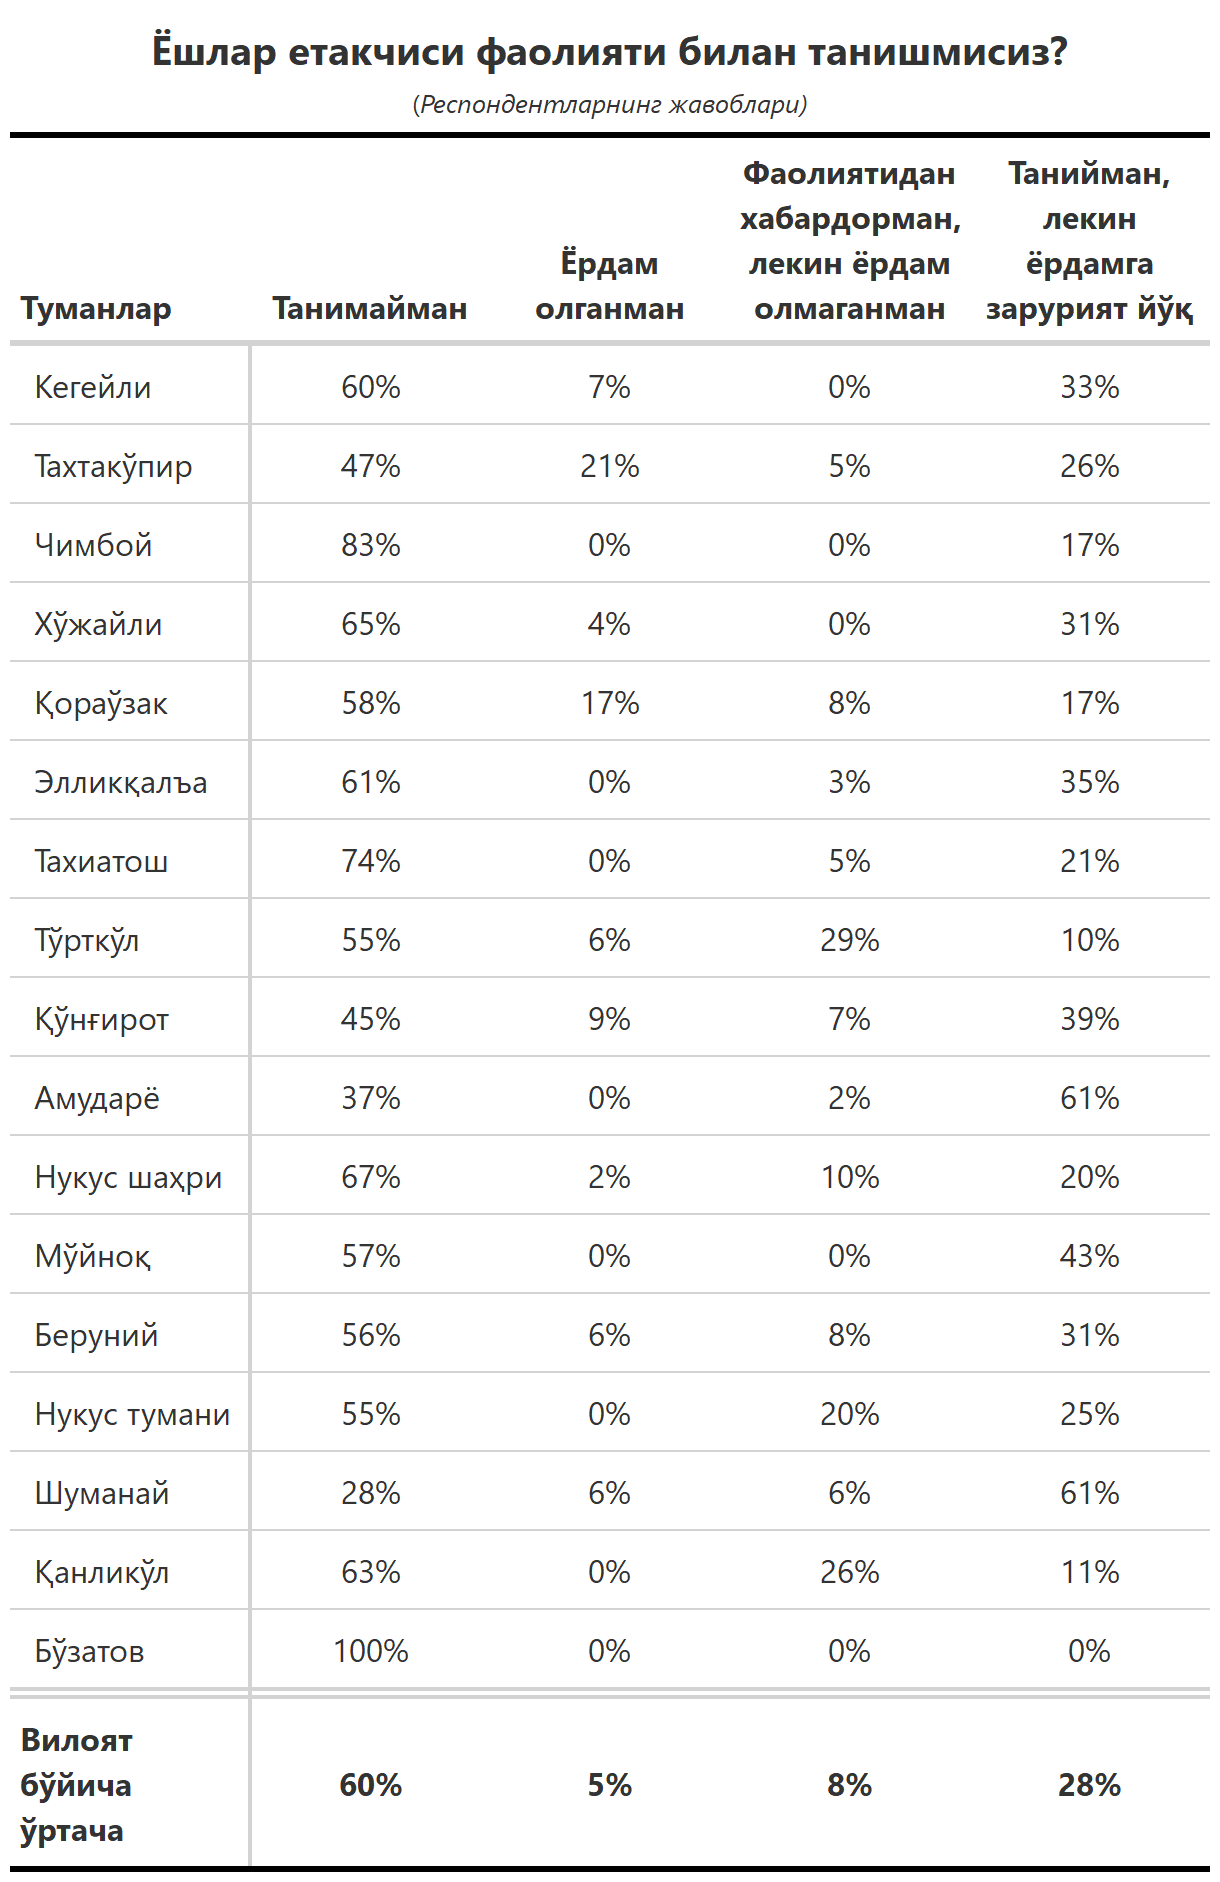 Ёшлар етакчиси фаолияти билан танишмисиз?
(Респондентларнинг жавоблари)
Туманлар Танимайман Ёрдам олганман Фаолиятидан хабардорман, лекин ёрдам олмаганман Танийман, лекин ёрдамга зарурият йўқ
Кегейли 60% 7% 0% 33%
Тахтакўпир 47% 21% 5% 26%
Чимбой 83% 0% 0% 17%
Хўжайли 65% 4% 0% 31%
Қораўзак 58% 17% 8% 17%
Элликқалъа 61% 0% 3% 35%
Тахиатош 74% 0% 5% 21%
Тўрткўл 55% 6% 29% 10%
Қўнғирот 45% 9% 7% 39%
Амударё 37% 0% 2% 61%
Нукус шаҳри 67% 2% 10% 20%
Мўйноқ 57% 0% 0% 43%
Беруний 56% 6% 8% 31%
Нукус тумани 55% 0% 20% 25%
Шуманай 28% 6% 6% 61%
Қанликўл 63% 0% 26% 11%
Бўзатов 100% 0% 0% 0%
Вилоят бўйича ўртача 60% 5% 8% 28%